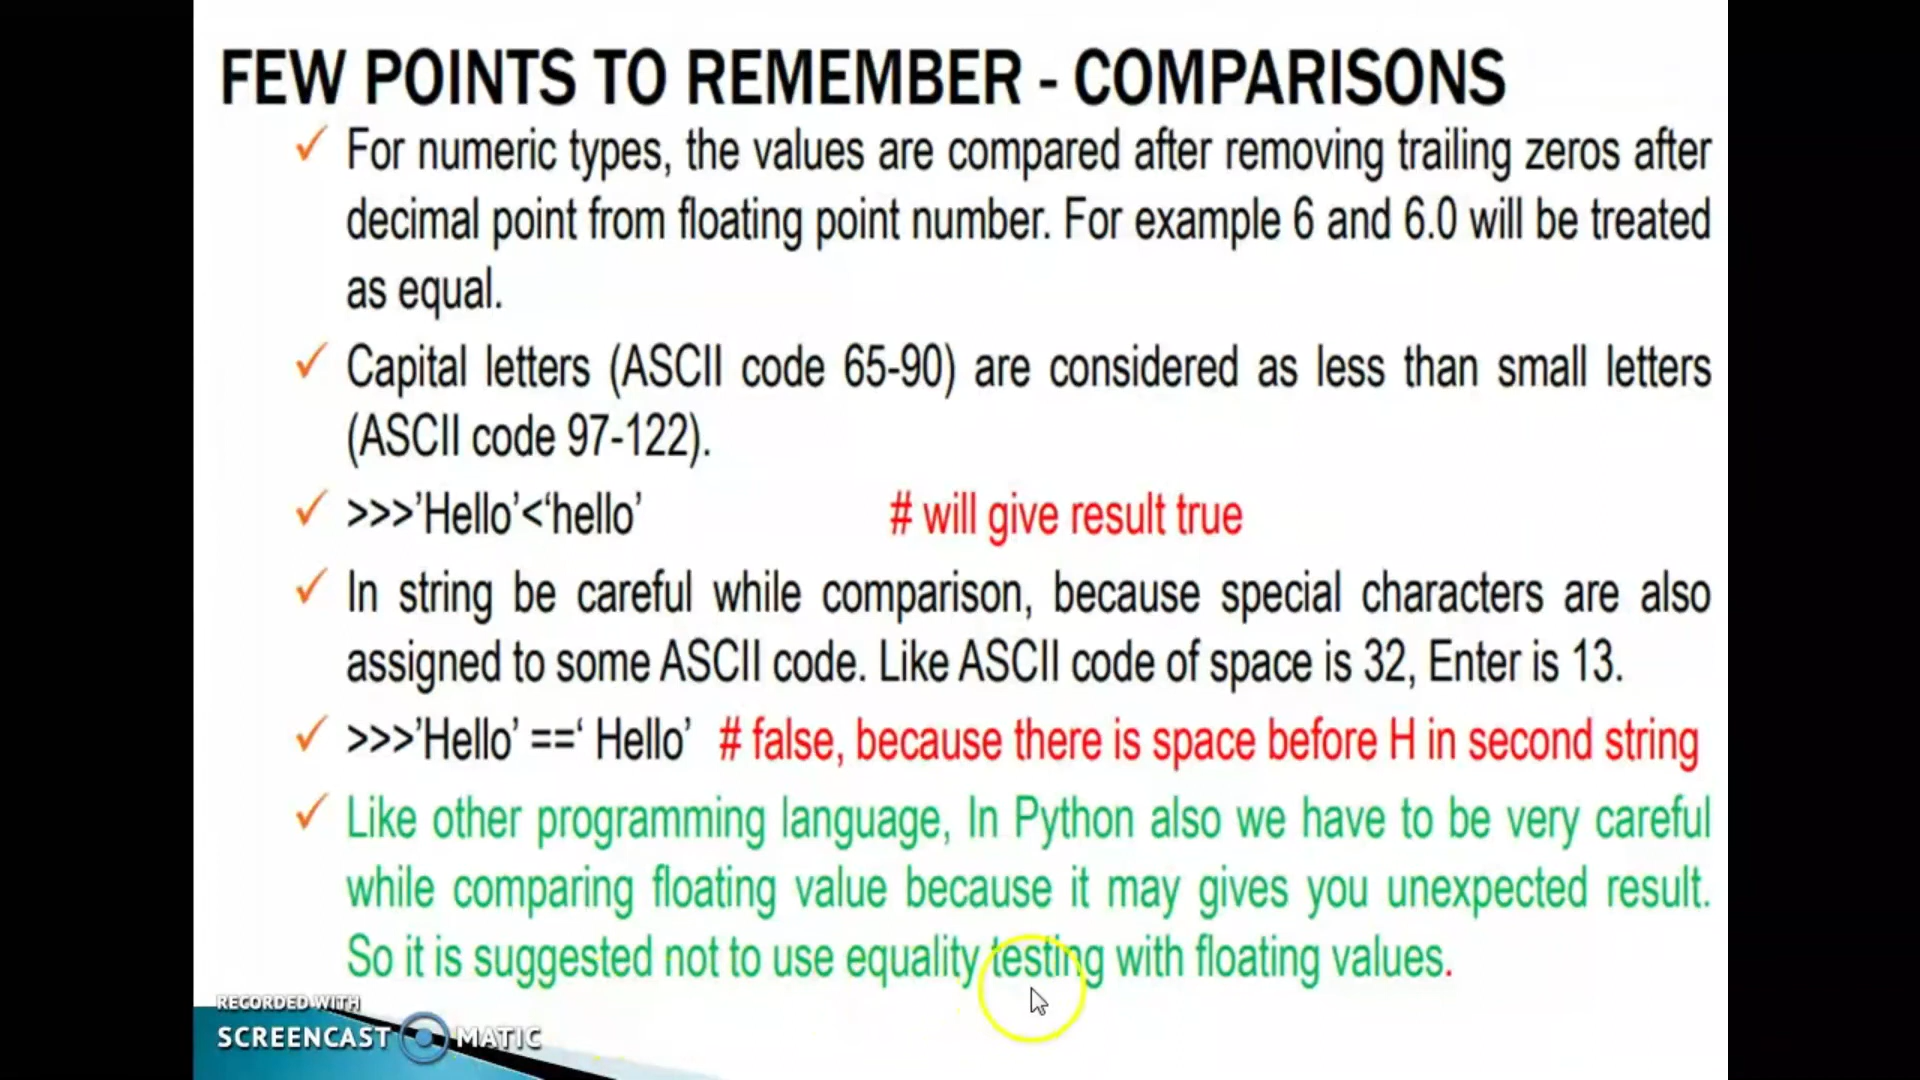 FEW POINTS TO REMEMBER - COMPARISONS
✓ For numeric types, the values are compared after removing trailing zeros after
decimal point from floating point number. For example 6 and 6.0 will be treated
as equal.
✓ Capital letters (ASCII code 65-90) are considered as less than small letters
(ASCII code 97-122).
✓ >>>’Hello’<‘hello’ # will give result true
✓ In string be careful while comparison, because special characters are also
assigned to some ASCII code. Like ASCII code of space is 32, Enter is 13.
✓ >>>’Hello’ ==‘ Hello’ # false, because there is space before H in second string
✓ Like other programming language, In Python also we have to be very careful
while comparing floating value because it may gives you unexpected result.
So it is suggested not to use equality testing with floating values.
RECORDED WITH
SCREENCAST MATIC